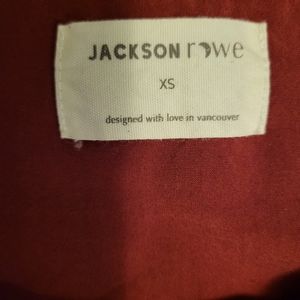 JACKSON rowe
XS
designed with love in vancouver